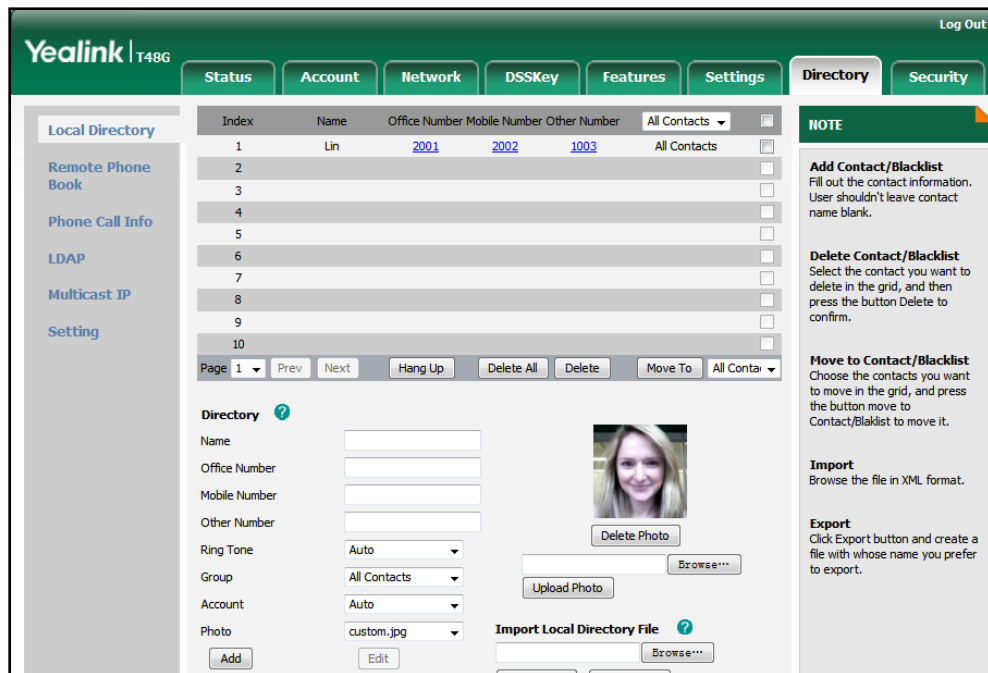 Log Out
Yealink T48G
Status Account Network DSSKey Features Settings Directory Security
Local Directory
Remote Phone
Book
Phone Call Info
LDAP
Multicast IP
Setting
Index Name Office Number Mobile Number Other Number All Contacts
1 Lin 2001 2002 1003 All Contacts
2
3
4
5
6
7
8
9
10
Page 1 Prev Next Hang Up Delete All Delete Move To All Conta
Directory ?
Name
Office Number
Mobile Number
Other Number
Ring Tone Auto
Group All Contacts
Account Auto
Photo custom.jpg
Add Edit
Delete Photo
Browse...
Upload Photo
Import Local Directory File ?
Browse...
NOTE
Add Contact/Blacklist
Fill out the contact information.
User shouldn't leave contact
name blank.
Delete Contact/Blacklist
Select the contact you want to
delete in the grid, and then
press the button Delete to
confirm.
Move to Contact/Blacklist
Choose the contacts you want
to move in the grid, and press
the button move to
Contact/Blaklist to move it.
Import
Browse the file in XML format.
Export
Click Export button and create a
file with whose name you prefer
to export.